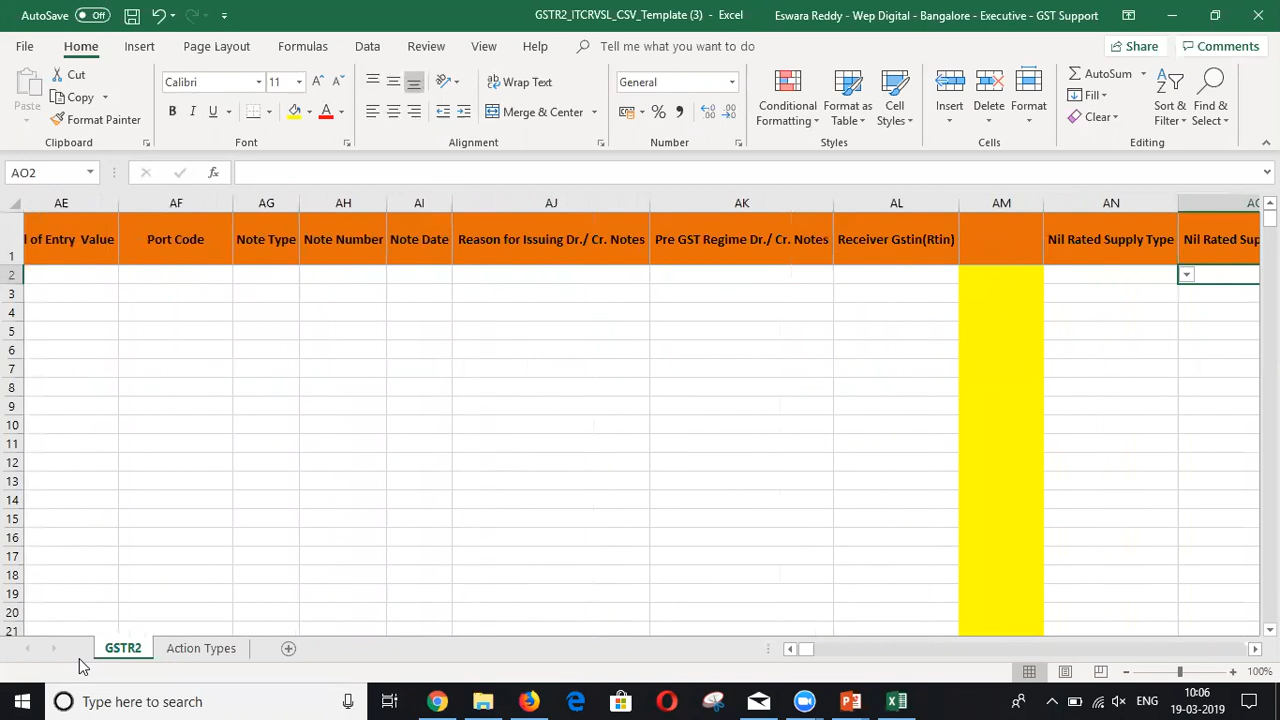 AutoSave Off GSTR2_ITCRVSL_CSV_Template (3) - Excel Eswara Reddy - Wep Digital - Bangalore - Executive - GST Support
File Home Insert Page Layout Formulas Data Review View Help Tell me what you want to do Share Comments
Paste Cut Copy Format Painter
Calibri 11 A A
B I U A
Wrap Text
Merge & Center
General
% ,
Conditional Formatting
Format as Table
Cell Styles
Insert Delete Format
AutoSum Fill Clear
Sort & Filter
Find & Select
Clipboard Font Alignment Number Styles Cells Editing
AO2 fx
AE AF AG AH AI AJ AK AL AM AN AO
1 l of Entry Value Port Code Note Type Note Number Note Date Reason for Issuing Dr./ Cr. Notes Pre GST Regime Dr./ Cr. Notes Receiver Gstin(Rtin) Nil Rated Supply Type Nil Rated Sup
2
3
4
5
6
7
8
9
10
11
12
13
14
15
16
17
18
19
20
21
GSTR2 Action Types
100%
Type here to search ENG 10:06
19-03-2019